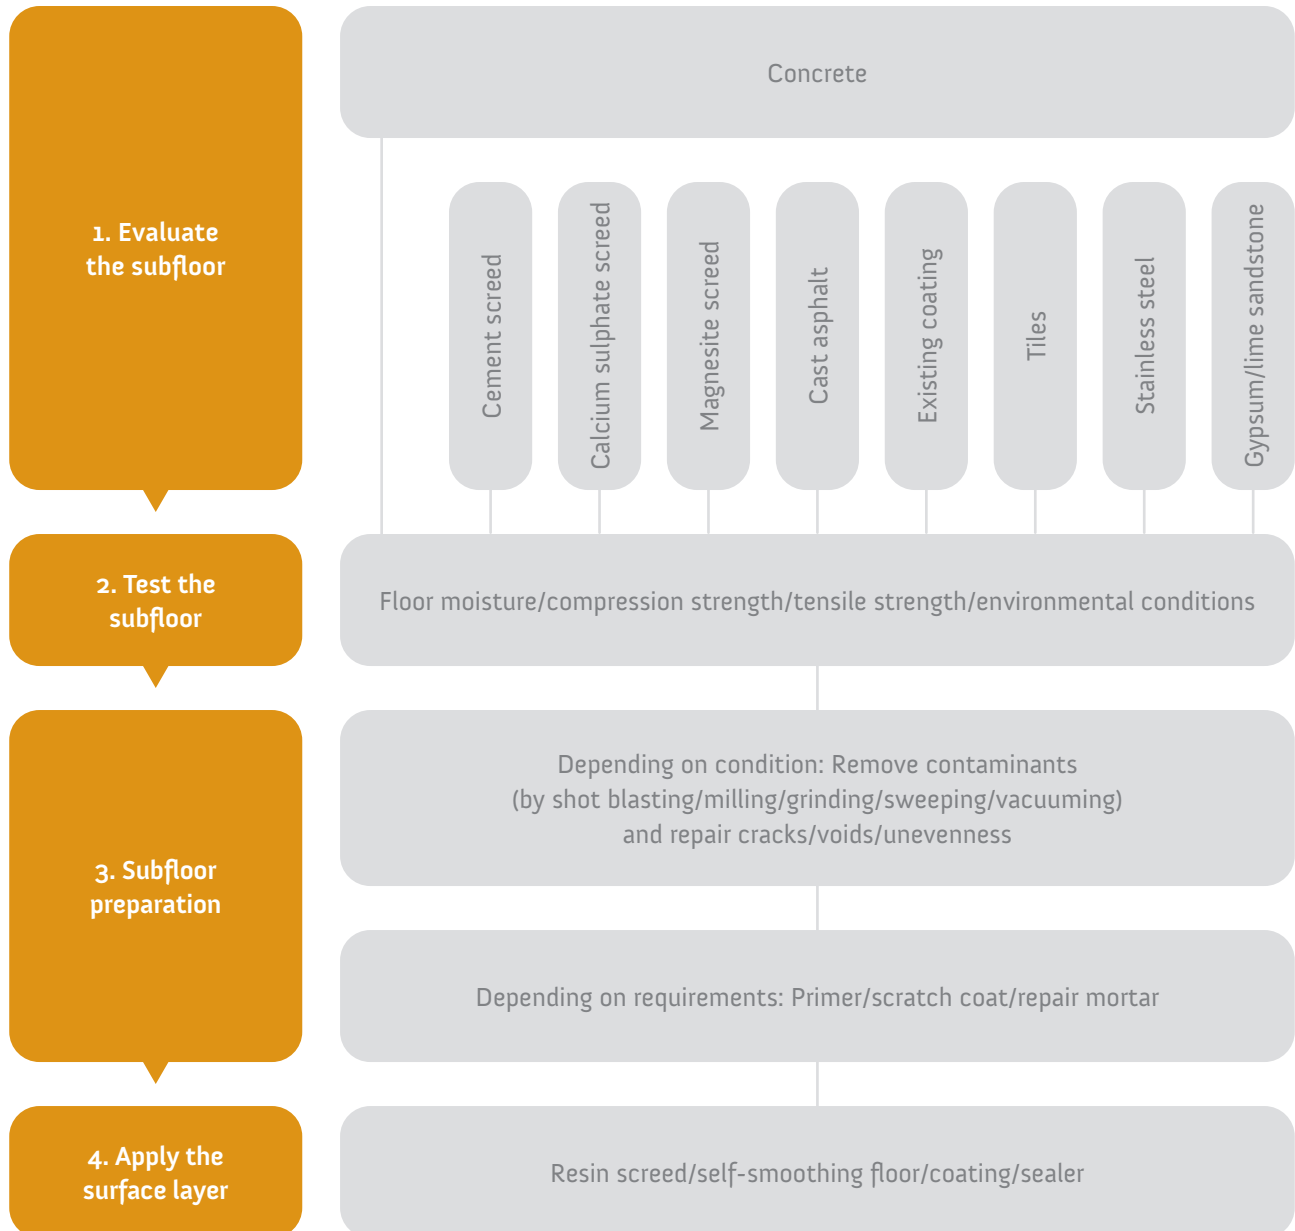 1. Evaluate
the subfloor
Concrete
Cement screed
Calcium sulphate screed
Magnesite screed
Cast asphalt
Existing coating
Tiles
Stainless steel
Gypsum/lime sandstone
2. Test the
subfloor
Floor moisture/compression strength/tensile strength/environmental conditions
3. Subfloor
preparation
Depending on condition: Remove contaminants
(by shot blasting/milling/grinding/sweeping/vacuuming)
and repair cracks/voids/unevenness
Depending on requirements: Primer/scratch coat/repair mortar
4. Apply the
surface layer
Resin screed/self-smoothing floor/coating/sealer